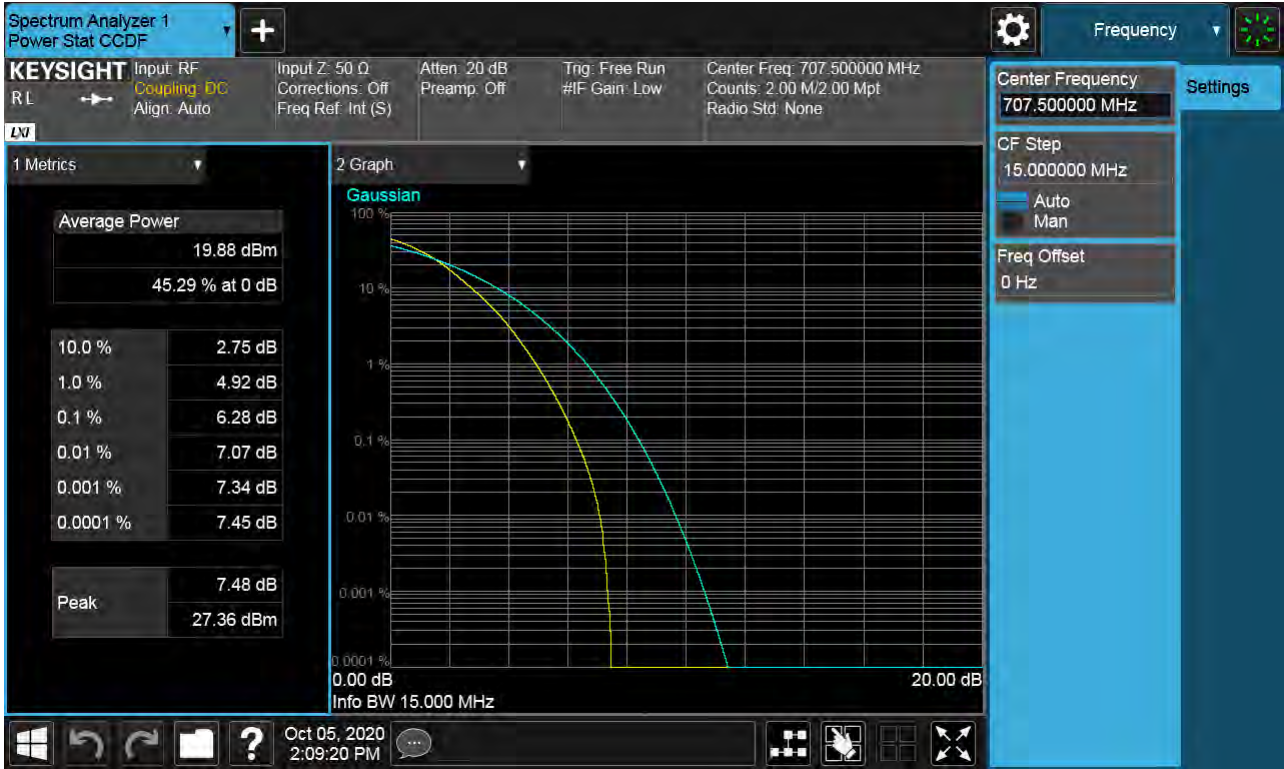 Spectrum Analyzer 1
Power Stat CCDF
Frequency
KEYSIGHT
R L
LXI
Input: RF
Coupling: DC
Align: Auto
Input Z: 50 Ω
Corrections: Off
Freq Ref: Int (S)
Atten: 20 dB
Preamp: Off
Trig: Free Run
#IF Gain: Low
Center Freq: 707.500000 MHz
Counts: 2.00 M/2.00 Mpt
Radio Std: None
Center Frequency
707.500000 MHz
Settings
CF Step
15.000000 MHz
Auto
Man
Freq Offset
0 Hz
1 Metrics
Average Power
19.88 dBm
45.29 % at 0 dB
10.0 % 2.75 dB
1.0 % 4.92 dB
0.1 % 6.28 dB
0.01 % 7.07 dB
0.001 % 7.34 dB
0.0001 % 7.45 dB
Peak
7.48 dB
27.36 dBm
2 Graph
Gaussian
100 %
10 %
1 %
0.1 %
0.01 %
0.001 %
0.0001 %
0.00 dB 20.00 dB
Info BW 15.000 MHz
?
Oct 05, 2020
2:09:20 PM